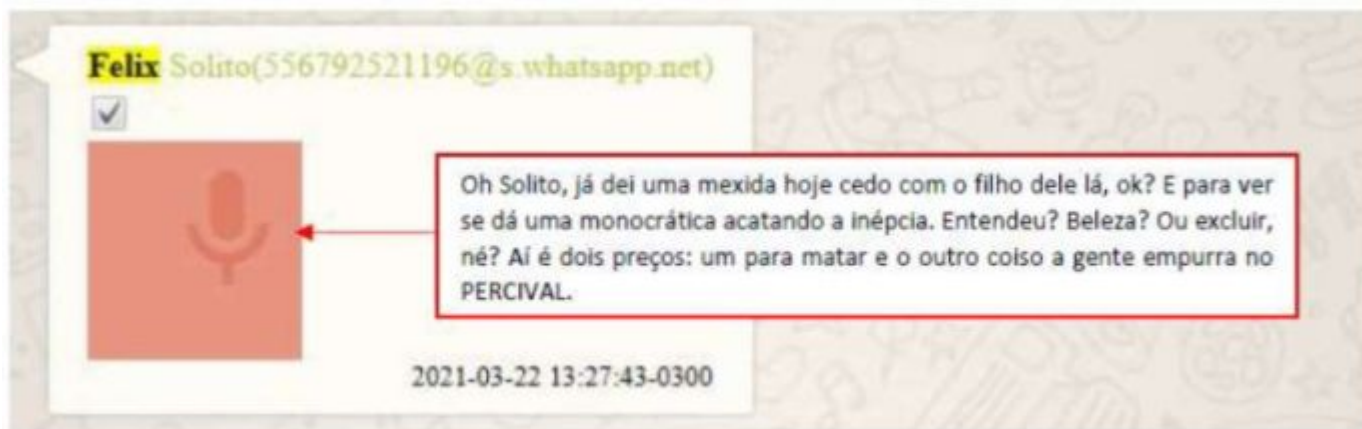 Felix Solito(556792521196@s.whatsapp.net)
Oh Solito, já dei uma mexida hoje cedo com o filho dele lá, ok? E para ver
se dá uma monocrática acatando a inépcia. Entendeu? Beleza? Ou excluir,
né? Aí é dois preços: um para matar e o outro coiso a gente empurra no
PERCIVAL.
2021-03-22 13:27:43-0300